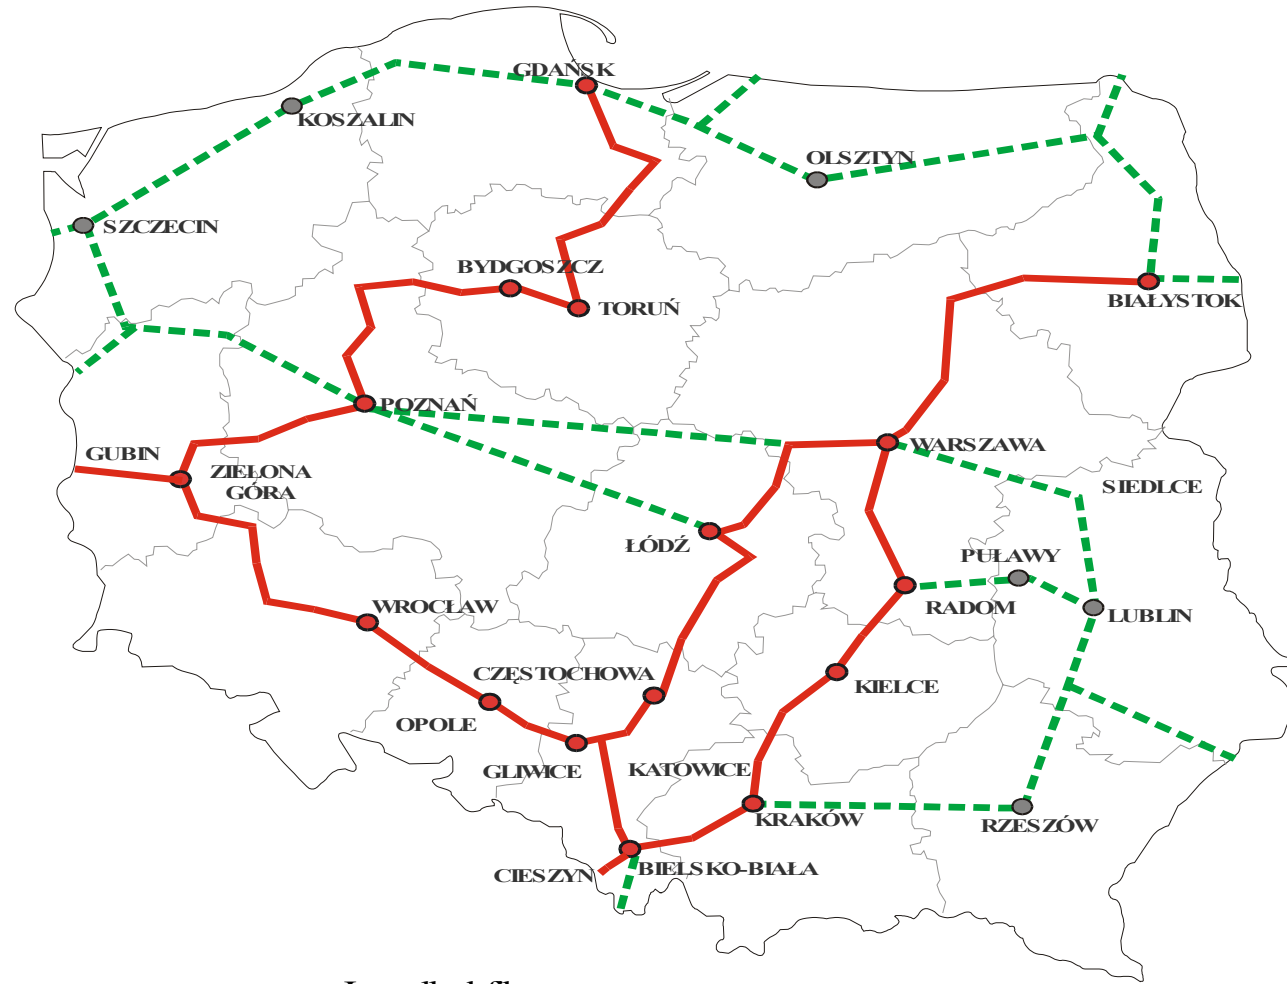 GDAŃSK
KOSZALIN
OLSZTYN
SZCZECIN
BYDGOSZCZ
TORUŃ
BIAŁYSTOK
POZNAŃ
WARSZAWA
GUBIN
ZIELONA
GÓRA
SIEDLCE
ŁÓDŹ
PUŁAWY
WROCŁAW
RADOM
LUBLIN
CZĘSTOCHOWA
KIELCE
OPOLE
GLIWICE
KATOWICE
KRAKÓW
RZESZÓW
CIESZYN
BIELSKO-BIAŁA